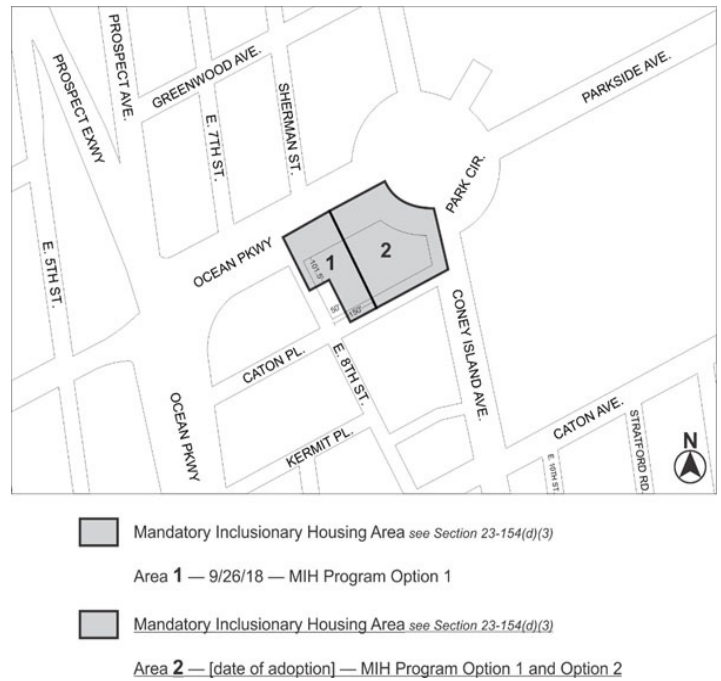 PROSPECT EXWY
PROSPECT AVE.
GREENWOOD AVE.
E. 7TH ST.
SHERMAN ST.
PARKSIDE AVE.
PARK CIR.
E. 5TH ST.
OCEAN PKWY
1
2
101.5'
50'
150'
CATON PL.
E. 8TH ST.
CONEY ISLAND AVE.
OCEAN PKWY
KERMIT PL.
CATON AVE.
E. 10TH ST.
STRATFORD RD.
N
Mandatory Inclusionary Housing Area see Section 23-154(d)(3)
Area 1 — 9/26/18 — MIH Program Option 1
Mandatory Inclusionary Housing Area see Section 23-154(d)(3)
Area 2 — [date of adoption] — MIH Program Option 1 and Option 2